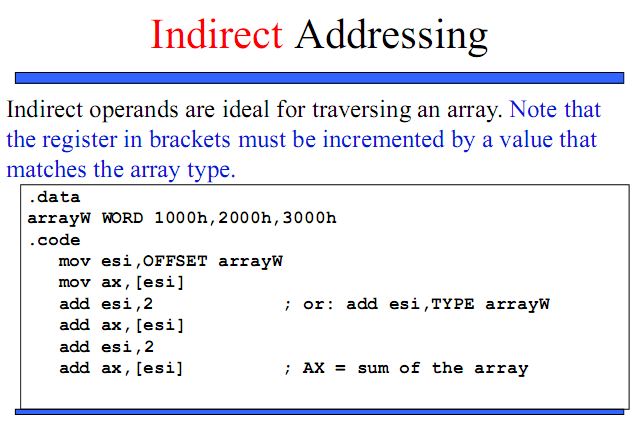 Indirect Addressing
Indirect operands are ideal for traversing an array. Note that
the register in brackets must be incremented by a value that
matches the array type.
.data
arrayW WORD 1000h,2000h,3000h
.code
mov esi,OFFSET arrayW
mov ax,[esi]
add esi,2 ; or: add esi,TYPE arrayW
add ax,[esi]
add esi,2
add ax,[esi] ; AX = sum of the array